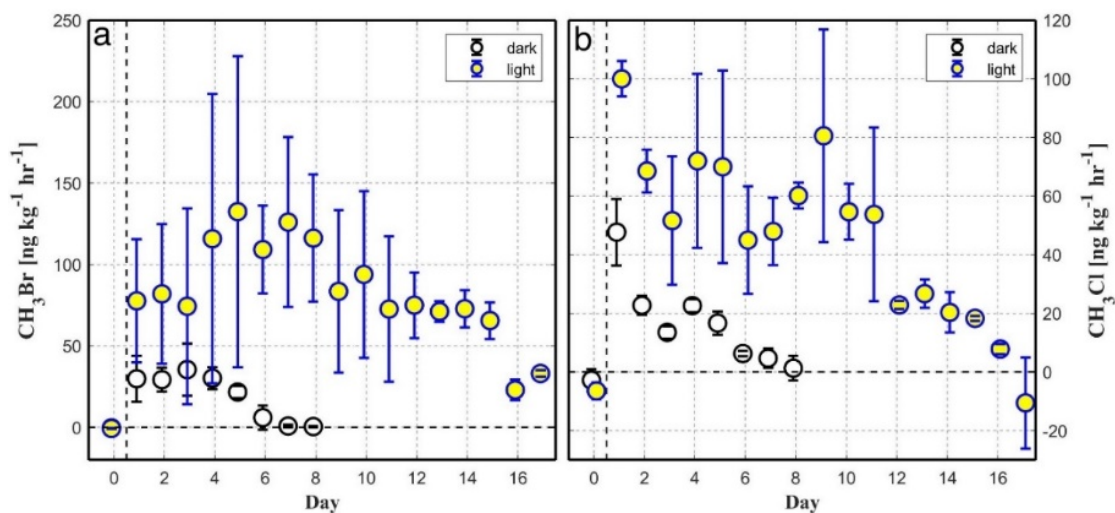 a
dark
light
250
200
150
100
50
0
CH3Br [ng kg-1 hr-1]
0 2 4 6 8 10 12 14 16
Day
b
dark
light
120
100
80
60
40
20
0
-20
CH3Cl [ng kg-1 hr-1]
0 2 4 6 8 10 12 14 16
Day